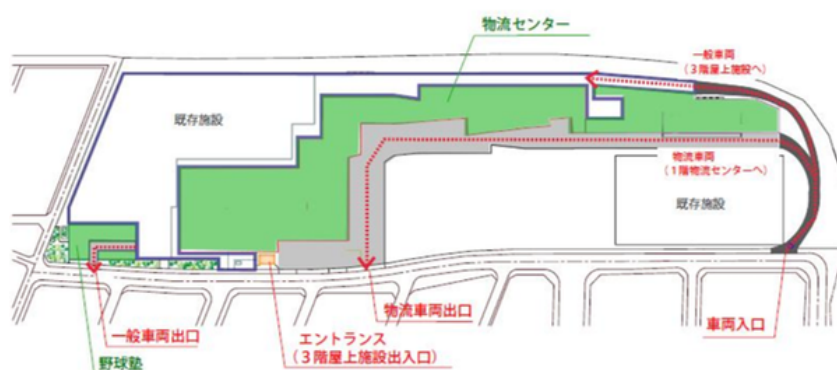 物流センター
一般車両
（３階屋上施設へ）
既存施設
物流車両
（１階物流センターへ）
既存施設
物流車両出口
一般車両出口
エントランス
（３階屋上施設出入口）
車両入口
野球塾